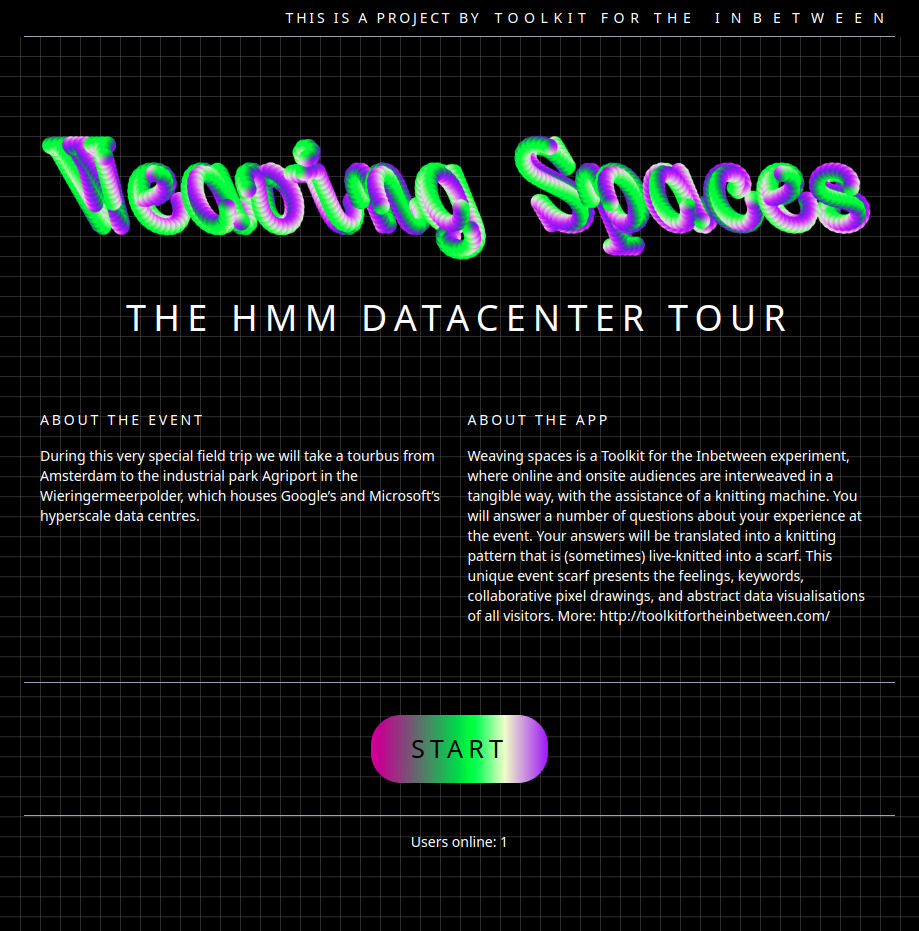 THIS IS A PROJECT BY TOOLKIT FOR THE INBETWEEN
Weaving Spaces
THE HMM DATACENTER TOUR
ABOUT THE EVENT
During this very special field trip we will take a tourbus from
Amsterdam to the industrial park Agriport in the
Wieringermeerpolder, which houses Google’s and Microsoft’s
hyperscale data centres.
ABOUT THE APP
Weaving spaces is a Toolkit for the Inbetween experiment,
where online and onsite audiences are interweaved in a
tangible way, with the assistance of a knitting machine. You
will answer a number of questions about your experience at
the event. Your answers will be translated into a knitting
pattern that is (sometimes) live-knitted into a scarf. This
unique event scarf presents the feelings, keywords,
collaborative pixel drawings, and abstract data visualisations
of all visitors. More: http://toolkitfortheinbetween.com/
START
Users online: 1